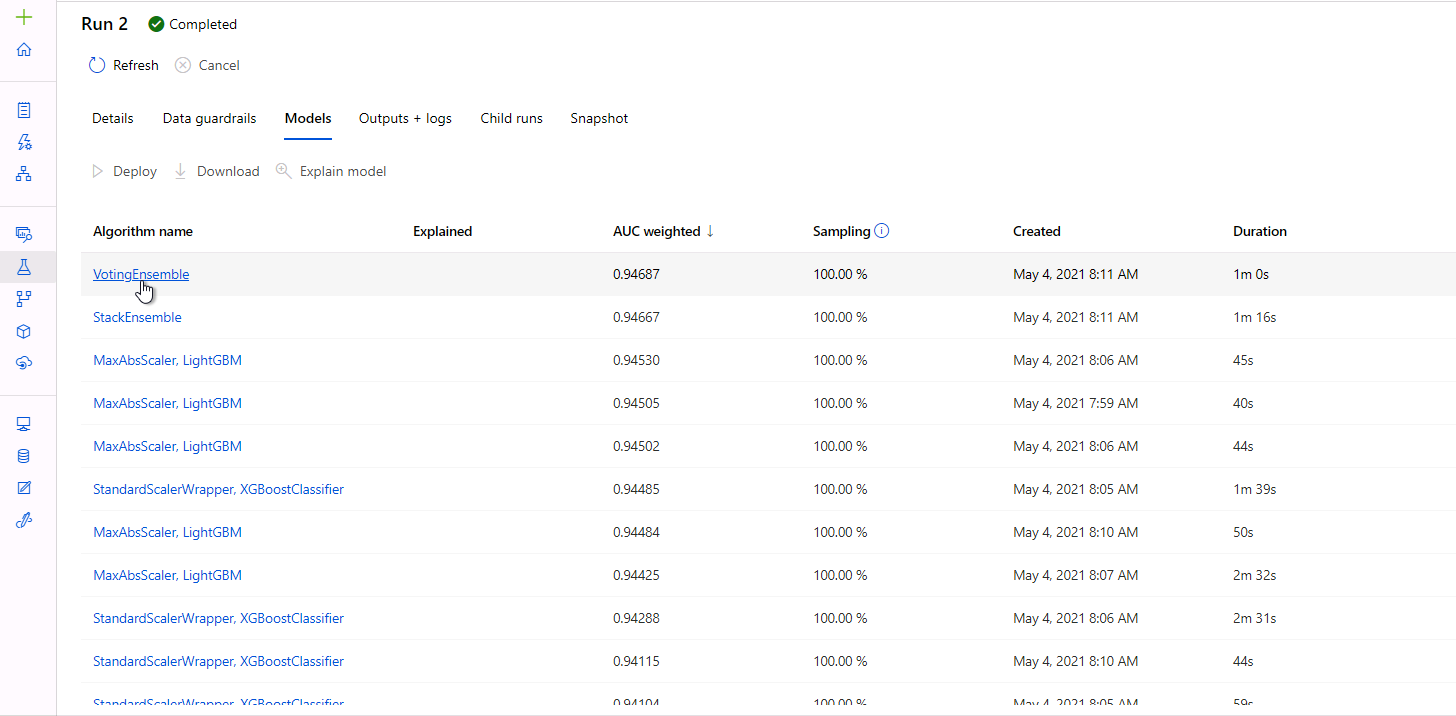 Run 2 Completed
Refresh Cancel
Details Data guardrails Models Outputs + logs Child runs Snapshot
Deploy Download Explain model
Algorithm name Explained AUC weighted ↓ Sampling Created Duration
VotingEnsemble 0.94687 100.00 % May 4, 2021 8:11 AM 1m 0s
StackEnsemble 0.94667 100.00 % May 4, 2021 8:11 AM 1m 16s
MaxAbsScaler, LightGBM 0.94530 100.00 % May 4, 2021 8:06 AM 45s
MaxAbsScaler, LightGBM 0.94505 100.00 % May 4, 2021 7:59 AM 40s
MaxAbsScaler, LightGBM 0.94502 100.00 % May 4, 2021 8:06 AM 44s
StandardScalerWrapper, XGBoostClassifier 0.94485 100.00 % May 4, 2021 8:05 AM 1m 39s
MaxAbsScaler, LightGBM 0.94484 100.00 % May 4, 2021 8:10 AM 50s
MaxAbsScaler, LightGBM 0.94425 100.00 % May 4, 2021 8:07 AM 2m 32s
StandardScalerWrapper, XGBoostClassifier 0.94288 100.00 % May 4, 2021 8:06 AM 2m 31s
StandardScalerWrapper, XGBoostClassifier 0.94115 100.00 % May 4, 2021 8:10 AM 44s
StandardScalerWrapper, XGBoostClassifier 0.94104 100.00 % May 4, 2021 8:05 AM 59s